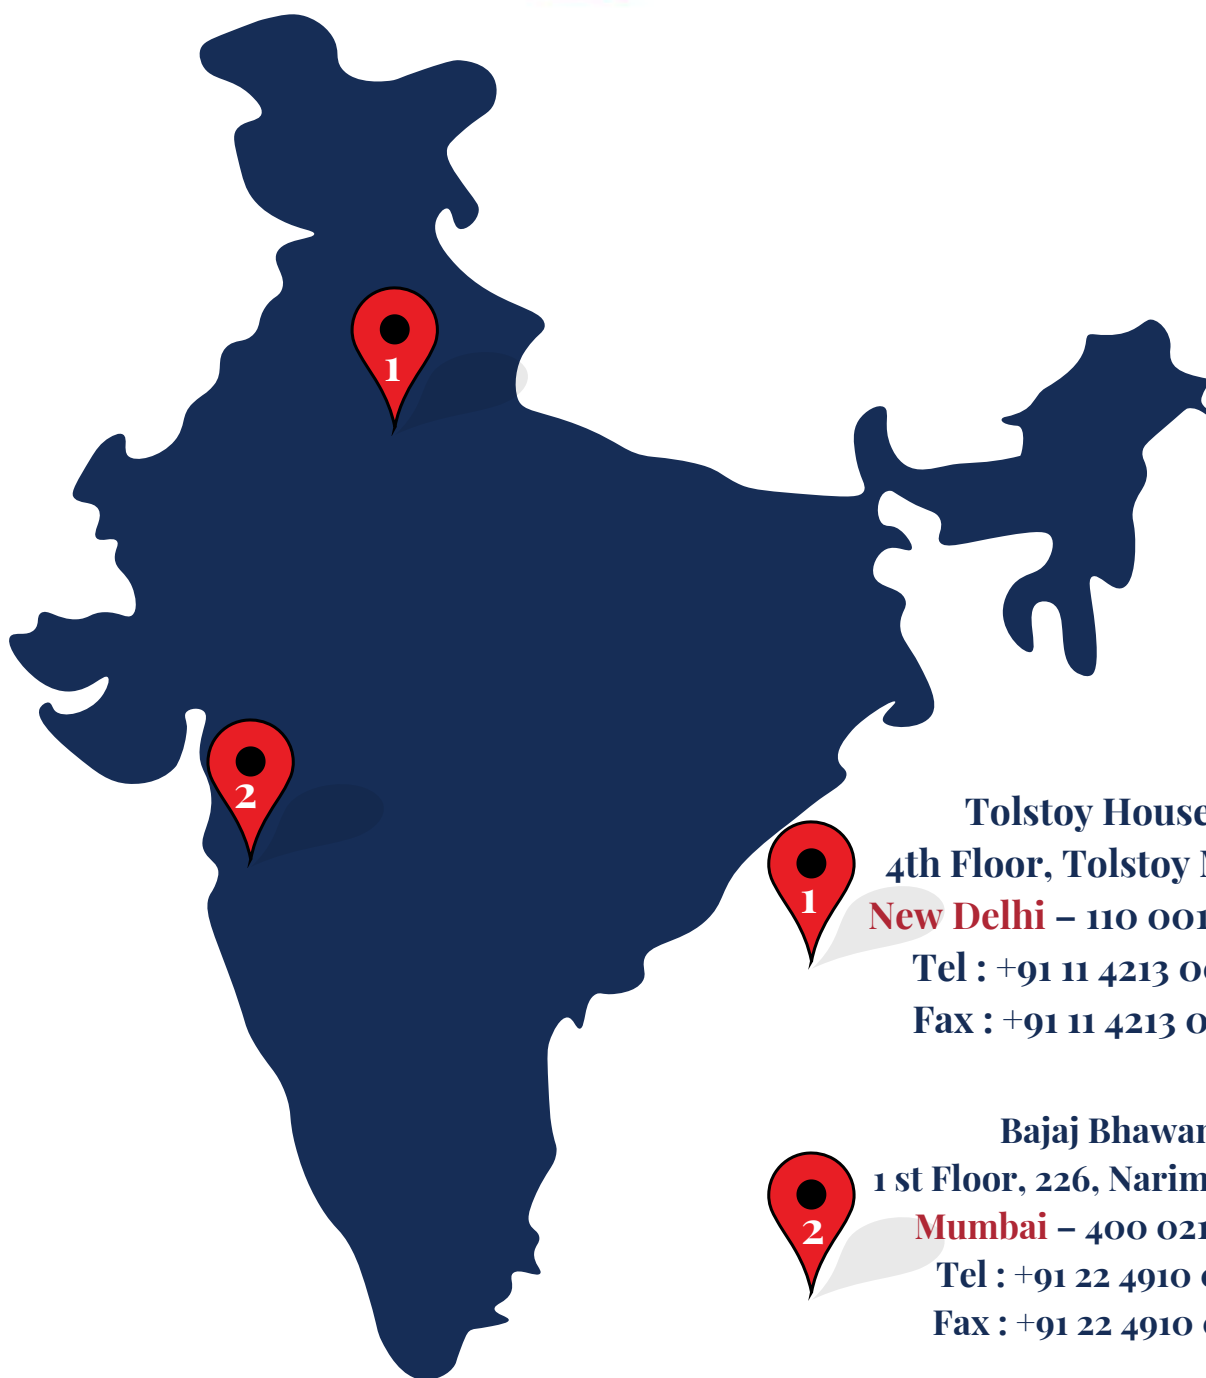 1
2
1
Tolstoy House
4th Floor, Tolstoy
New Delhi – 110 001
Tel : +91 11 4213
Fax : +91 11 4213
2
Bajaj Bhawan
1 st Floor, 226,
Mumbai – 400 021
Tel : +91 22 4910
Fax : +91 22 4910